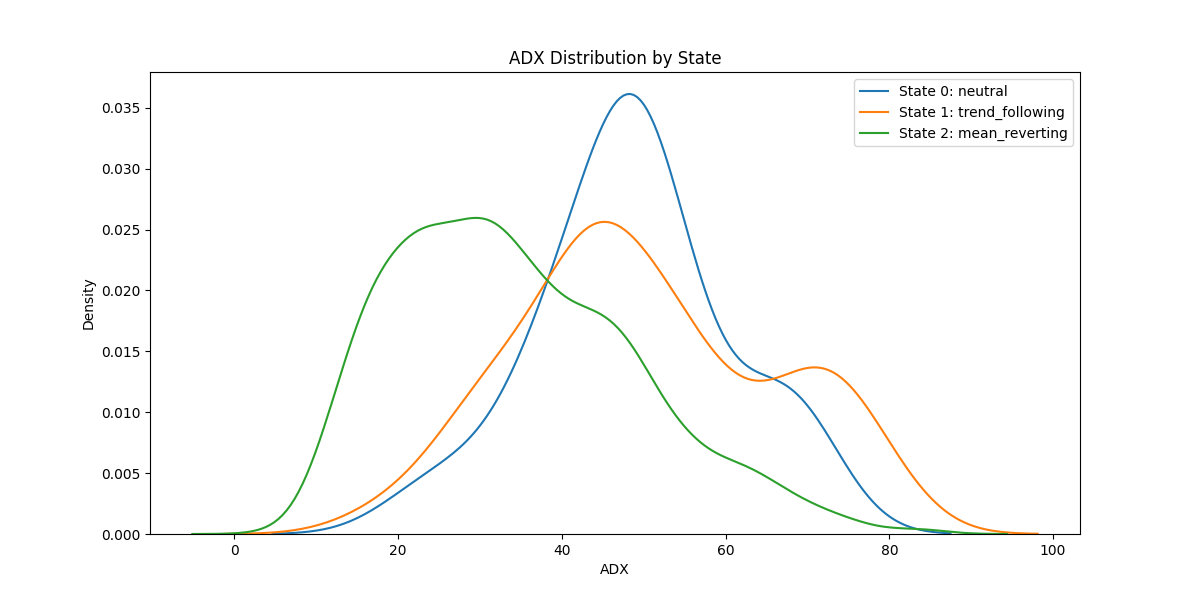 ADX Distribution by State
State 0: neutral
State 1: trend_following
State 2: mean_reverting
Density
0.035
0.030
0.025
0.020
0.015
0.010
0.005
0.000
0 20 40 60 80 100
ADX